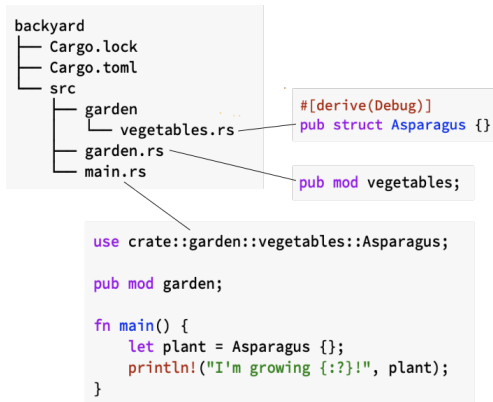 backyard
├── Cargo.lock
├── Cargo.toml
└── src
    ├── garden
    │   └── vegetables.rs
    ├── garden.rs
    └── main.rs
#[derive(Debug)]
pub struct Asparagus {}
pub mod vegetables;
use crate::garden::vegetables::Asparagus;
pub mod garden;
fn main() {
    let plant = Asparagus {};
    println!("I'm growing {:?}!", plant);
}